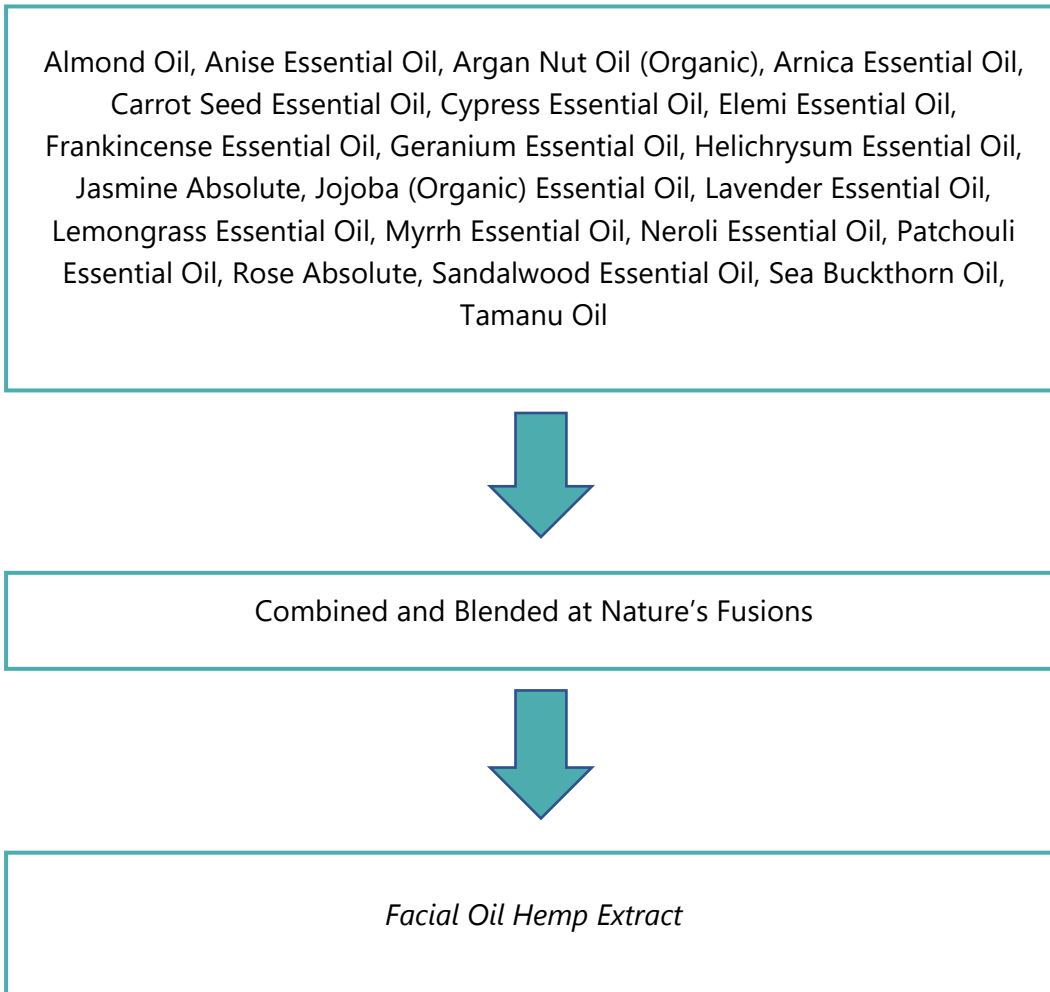 Almond Oil, Anise Essential Oil, Argan Nut Oil (Organic), Arnica Essential Oil,
Carrot Seed Essential Oil, Cypress Essential Oil, Elemi Essential Oil,
Frankincense Essential Oil, Geranium Essential Oil, Helichrysum Essential Oil,
Jasmine Absolute, Jojoba (Organic) Essential Oil, Lavender Essential Oil,
Lemongrass Essential Oil, Myrrh Essential Oil, Neroli Essential Oil, Patchouli
Essential Oil, Rose Absolute, Sandalwood Essential Oil, Sea Buckthorn Oil,
Tamanu Oil
Combined and Blended at Nature’s Fusions
Facial Oil Hemp Extract